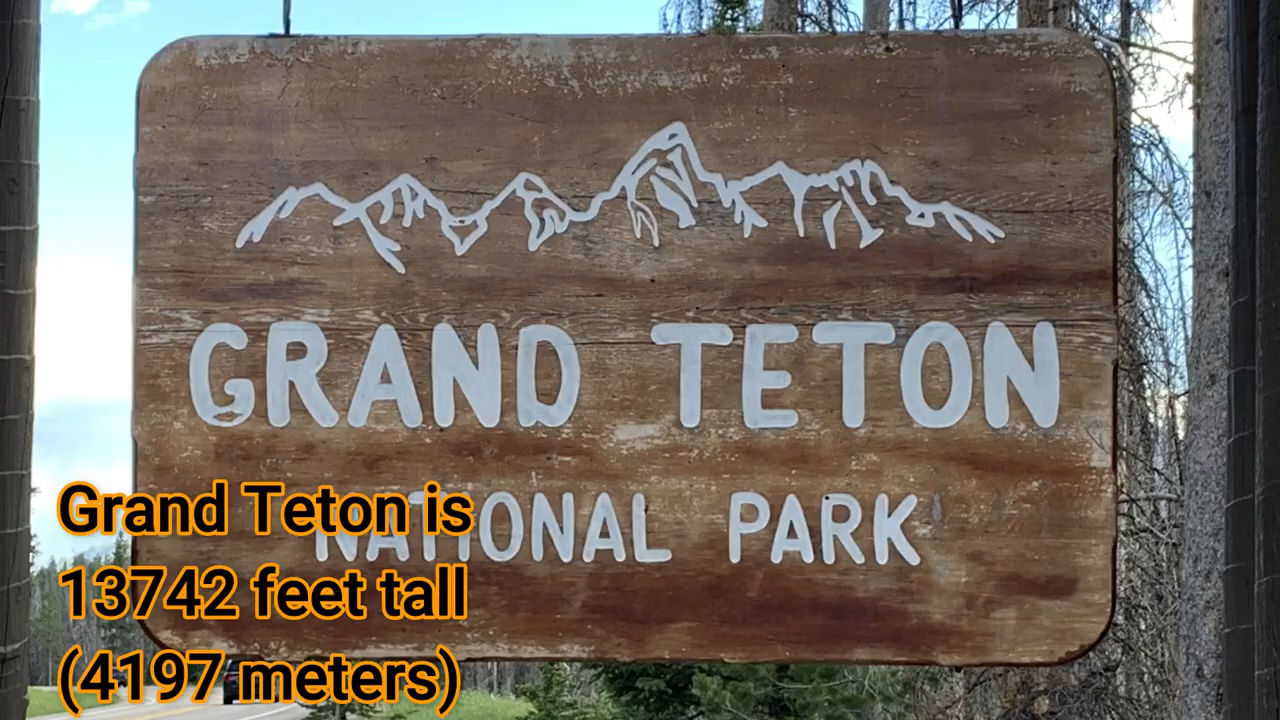 GRAND TETON
NATIONAL PARK
Grand Teton is
13742 feet tall
(4197 meters)